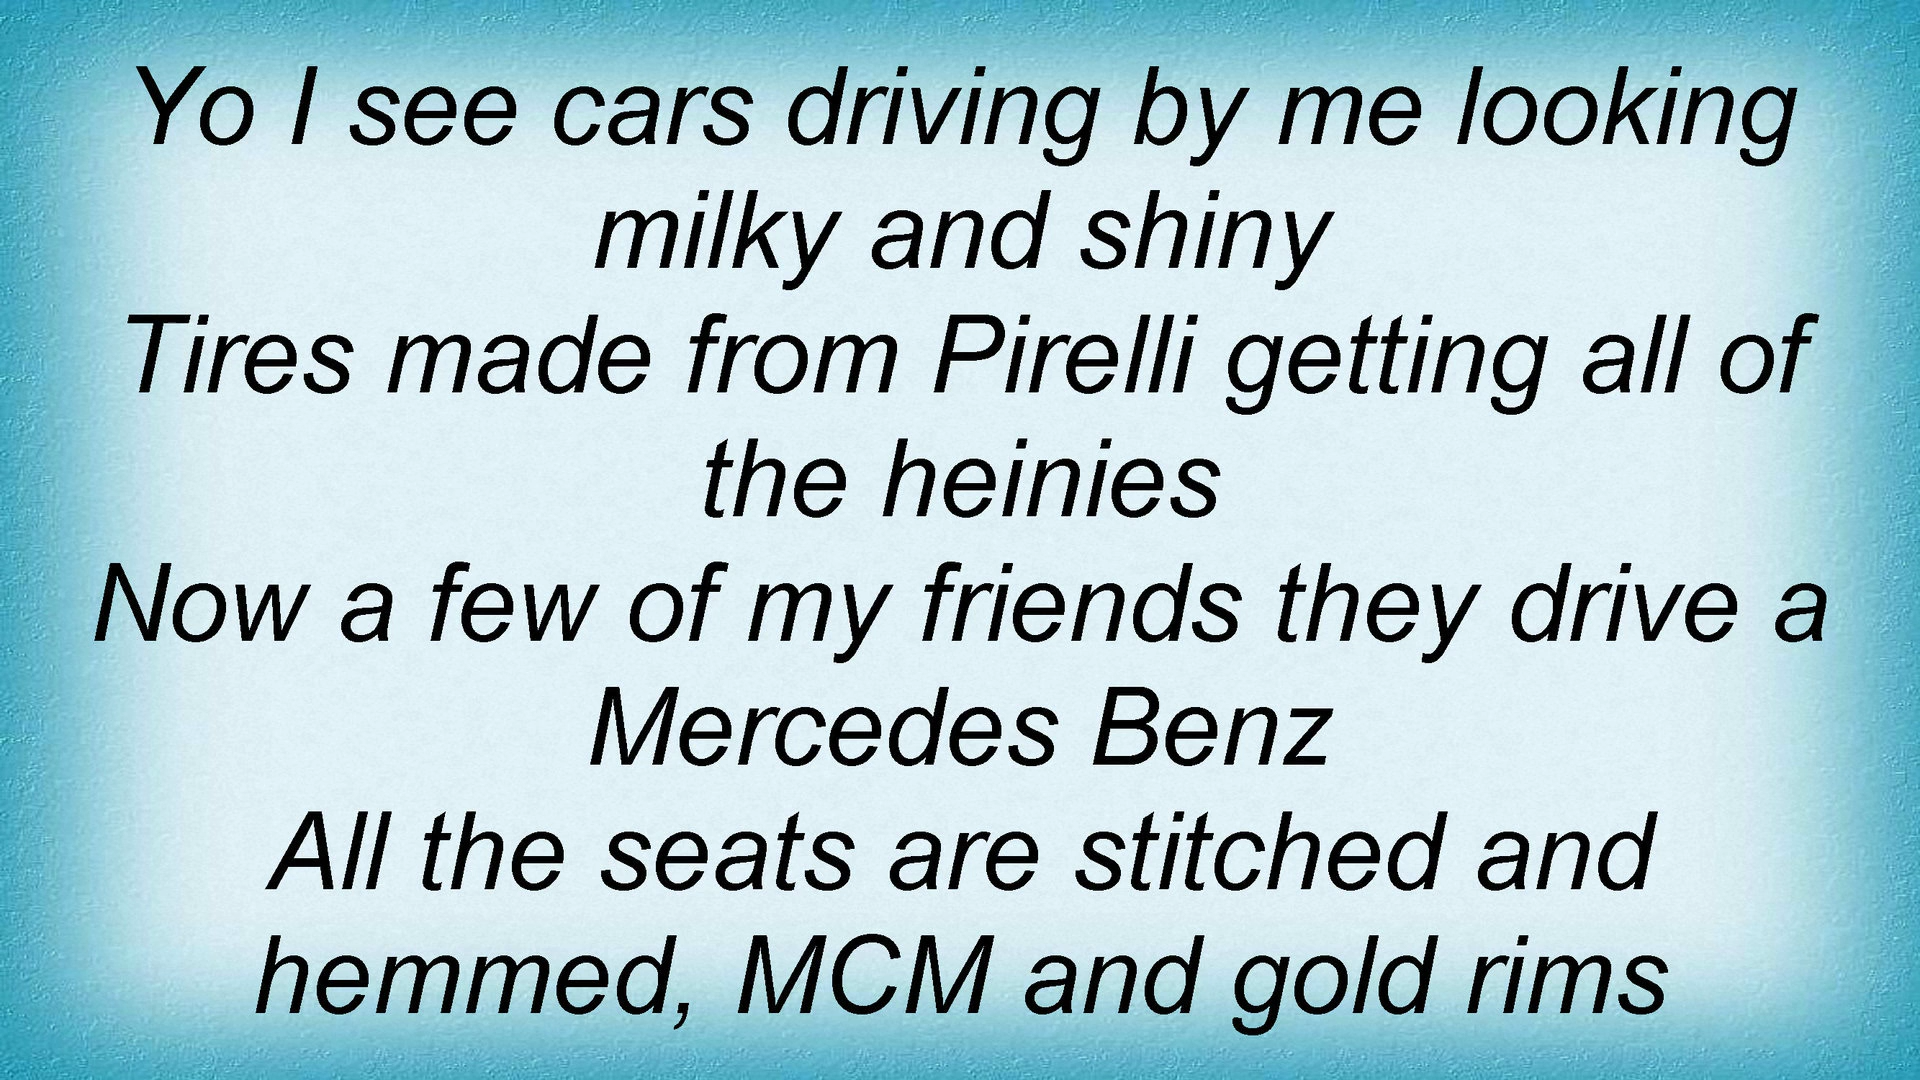 Yo I see cars driving by me looking
milky and shiny
Tires made from Pirelli getting all of
the heinies
Now a few of my friends they drive a
Mercedes Benz
All the seats are stitched and
hemmed, MCM and gold rims